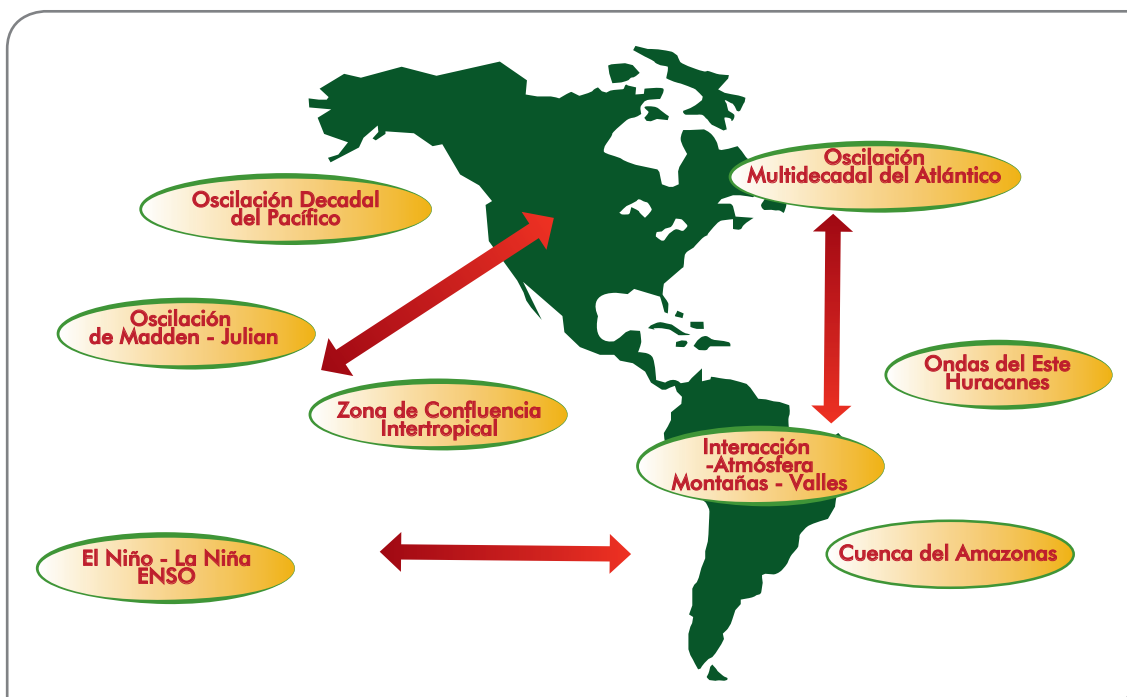 Oscilación
Multidecadal del Atlántico
Oscilación Decadal
del Pacífico
Oscilación
de Madden - Julian
Ondas del Este
Huracanes
Zona de Confluencia
Intertropical
Interacción
-Atmósfera
Montañas - Valles
El Niño - La Niña
ENSO
Cuenca del Amazonas